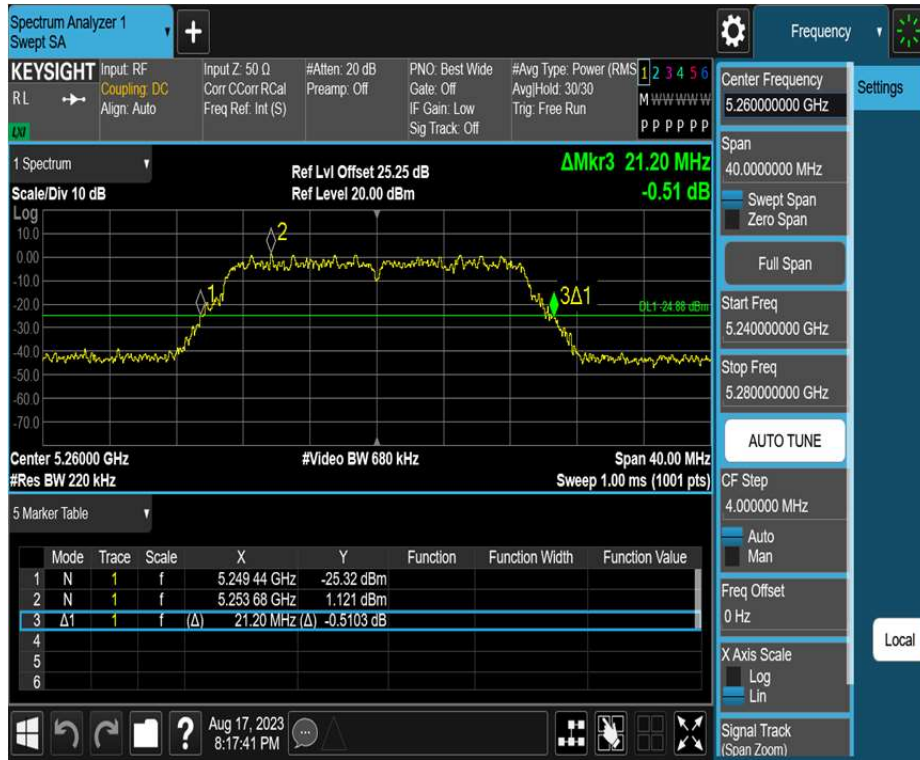 Spectrum Analyzer 1
Swept SA
+
Frequency
KEYSIGHT
RL
LXI
Input: RF
Coupling: DC
Align: Auto
Input Z: 50 Ω
Corr CCorr RCal
Freq Ref: Int (S)
#Atten: 20 dB
Preamp: Off
PNO: Best Wide
Gate: Off
IF Gain: Low
Sig Track: Off
#Avg Type: Power (RMS
Avg|Hold: 30/30
Trig: Free Run
1 2 3 4 5 6
M W W W W W
P P P P P P
1 Spectrum
Scale/Div 10 dB
Ref Lvl Offset 25.25 dB
Ref Level 20.00 dBm
ΔMkr3 21.20 MHz
-0.51 dB
Log
10.0
0.00
-10.0
-20.0
-30.0
-40.0
-50.0
-60.0
-70.0
2
1
3Δ1
DL1 -24.88 dBm
Center 5.26000 GHz
#Video BW 680 kHz
Span 40.00 MHz
#Res BW 220 kHz
Sweep 1.00 ms (1001 pts)
5 Marker Table
Mode Trace Scale X Y Function Function Width Function Value
1 N 1 f 5.249 44 GHz -25.32 dBm
2 N 1 f 5.253 68 GHz 1.121 dBm
3 Δ1 1 f (Δ) 21.20 MHz (Δ) -0.5103 dB
4
5
6
?
Aug 17, 2023
8:17:41 PM
Center Frequency
5.260000000 GHz
Span
40.0000000 MHz
Swept Span
Zero Span
Full Span
Start Freq
5.240000000 GHz
Stop Freq
5.280000000 GHz
AUTO TUNE
CF Step
4.000000 MHz
Auto
Man
Freq Offset
0 Hz
X Axis Scale
Log
Lin
Signal Track
(Span Zoom)
Settings
Local